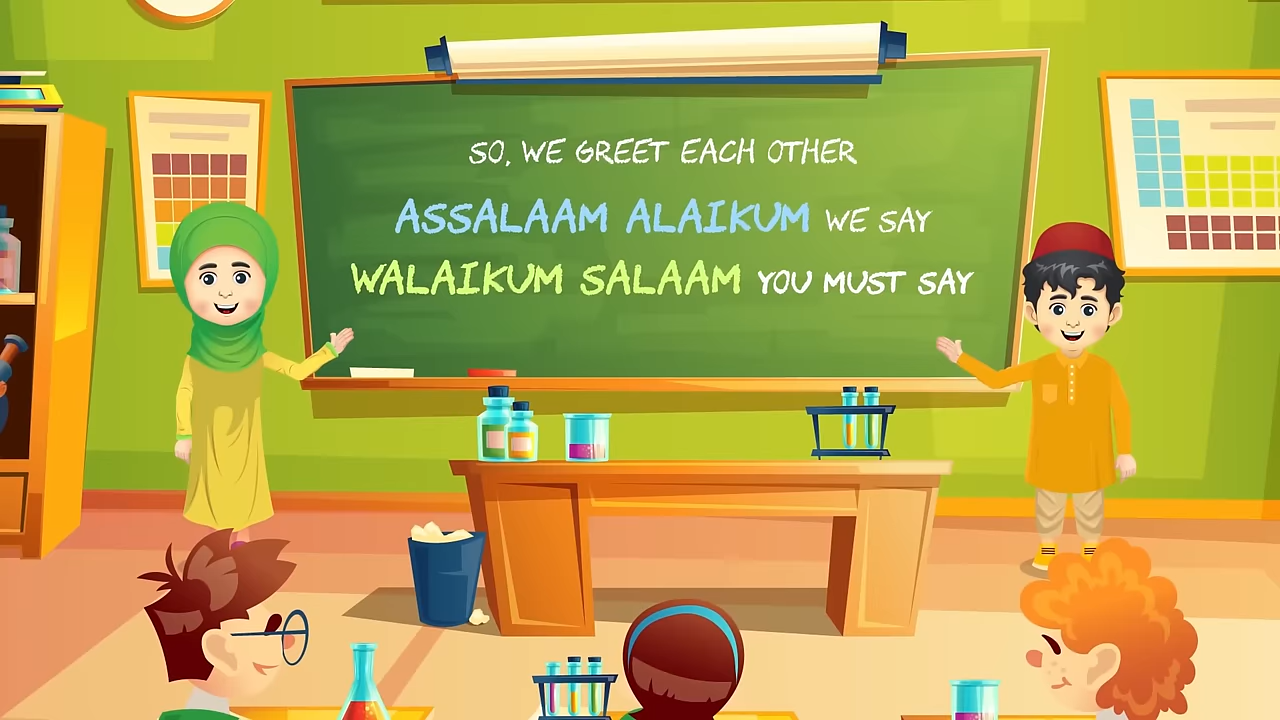 SO, WE GREET EACH OTHER
ASSALAAM ALAIKUM WE SAY
WALAIKUM SALAAM YOU MUST SAY